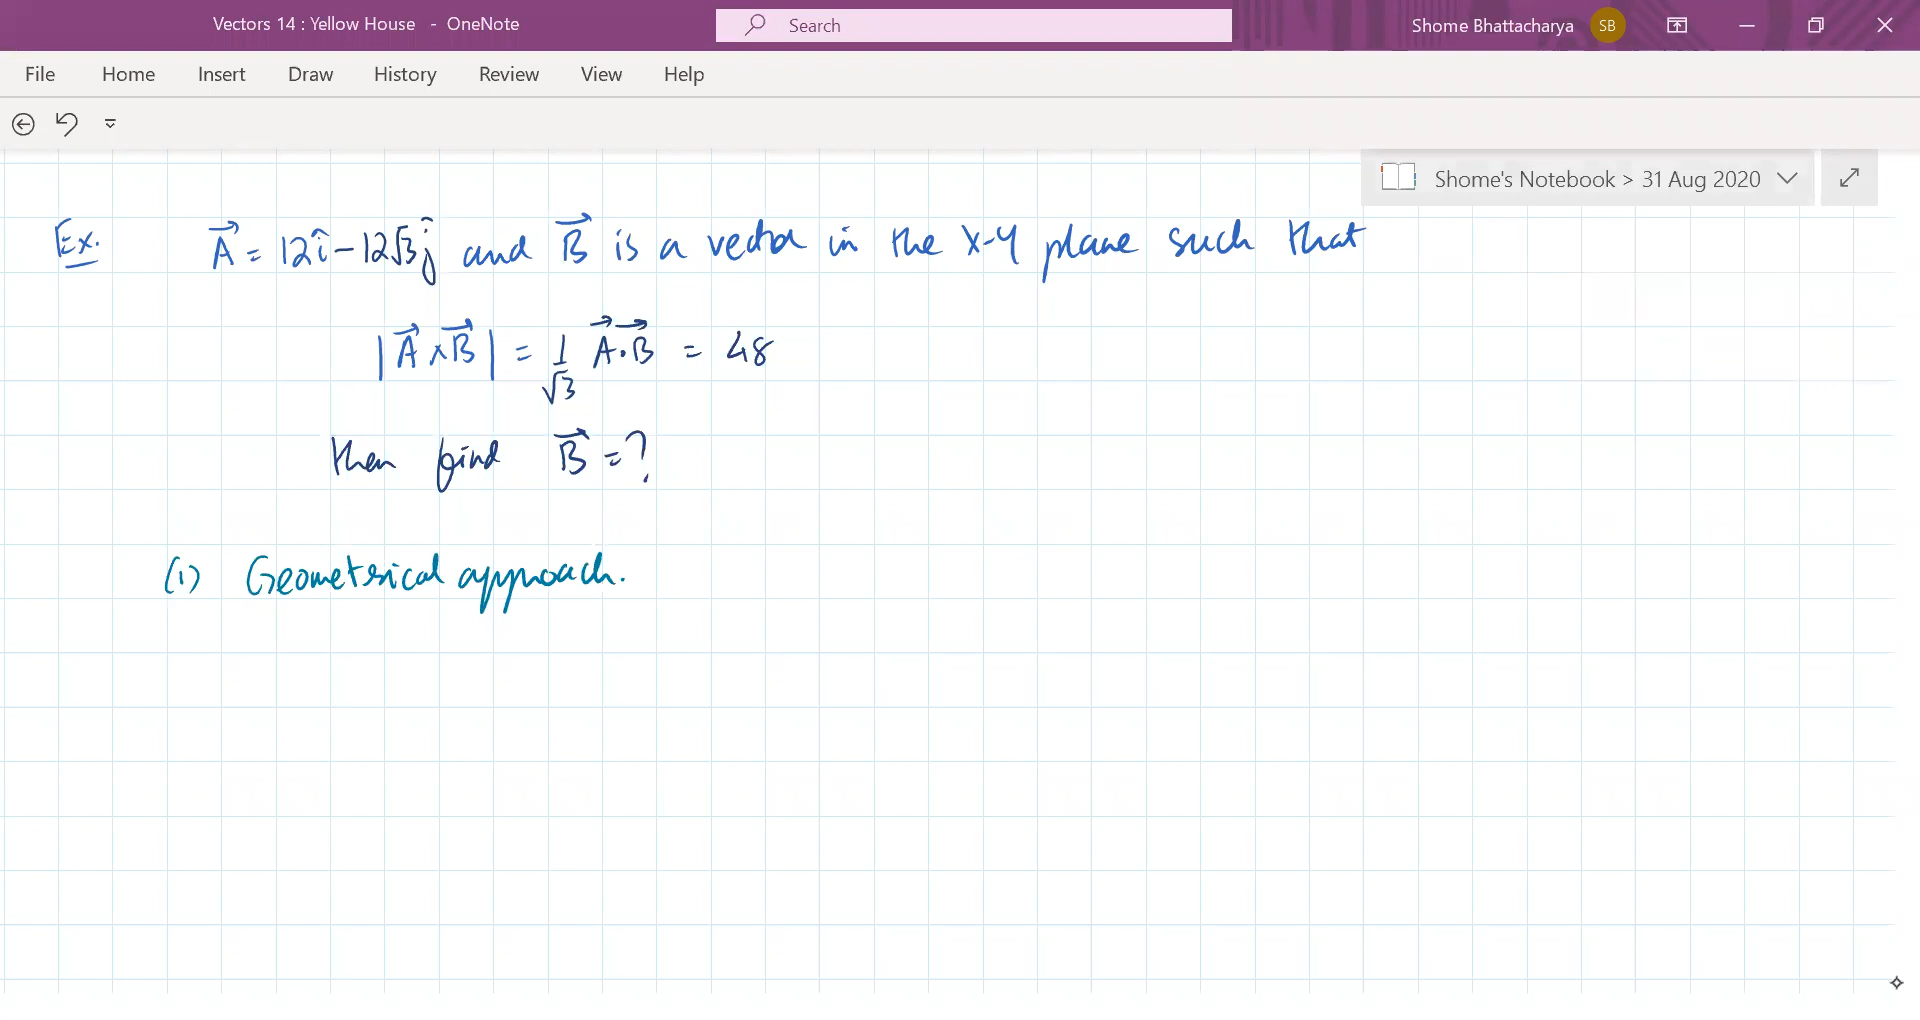 Vectors 14 : Yellow House - OneNote
Search
Shome Bhattacharya SB
File Home Insert Draw History Review View Help
Shome's Notebook > 31 Aug 2020
Ex. A⃗ = 12î − 12√3 ĵ and B⃗ is a vector in the X-Y plane such that
|A⃗ × B⃗| = 1/√3 A⃗·B⃗ = 48
then find B⃗ = ?
(1) Geometrical approach.